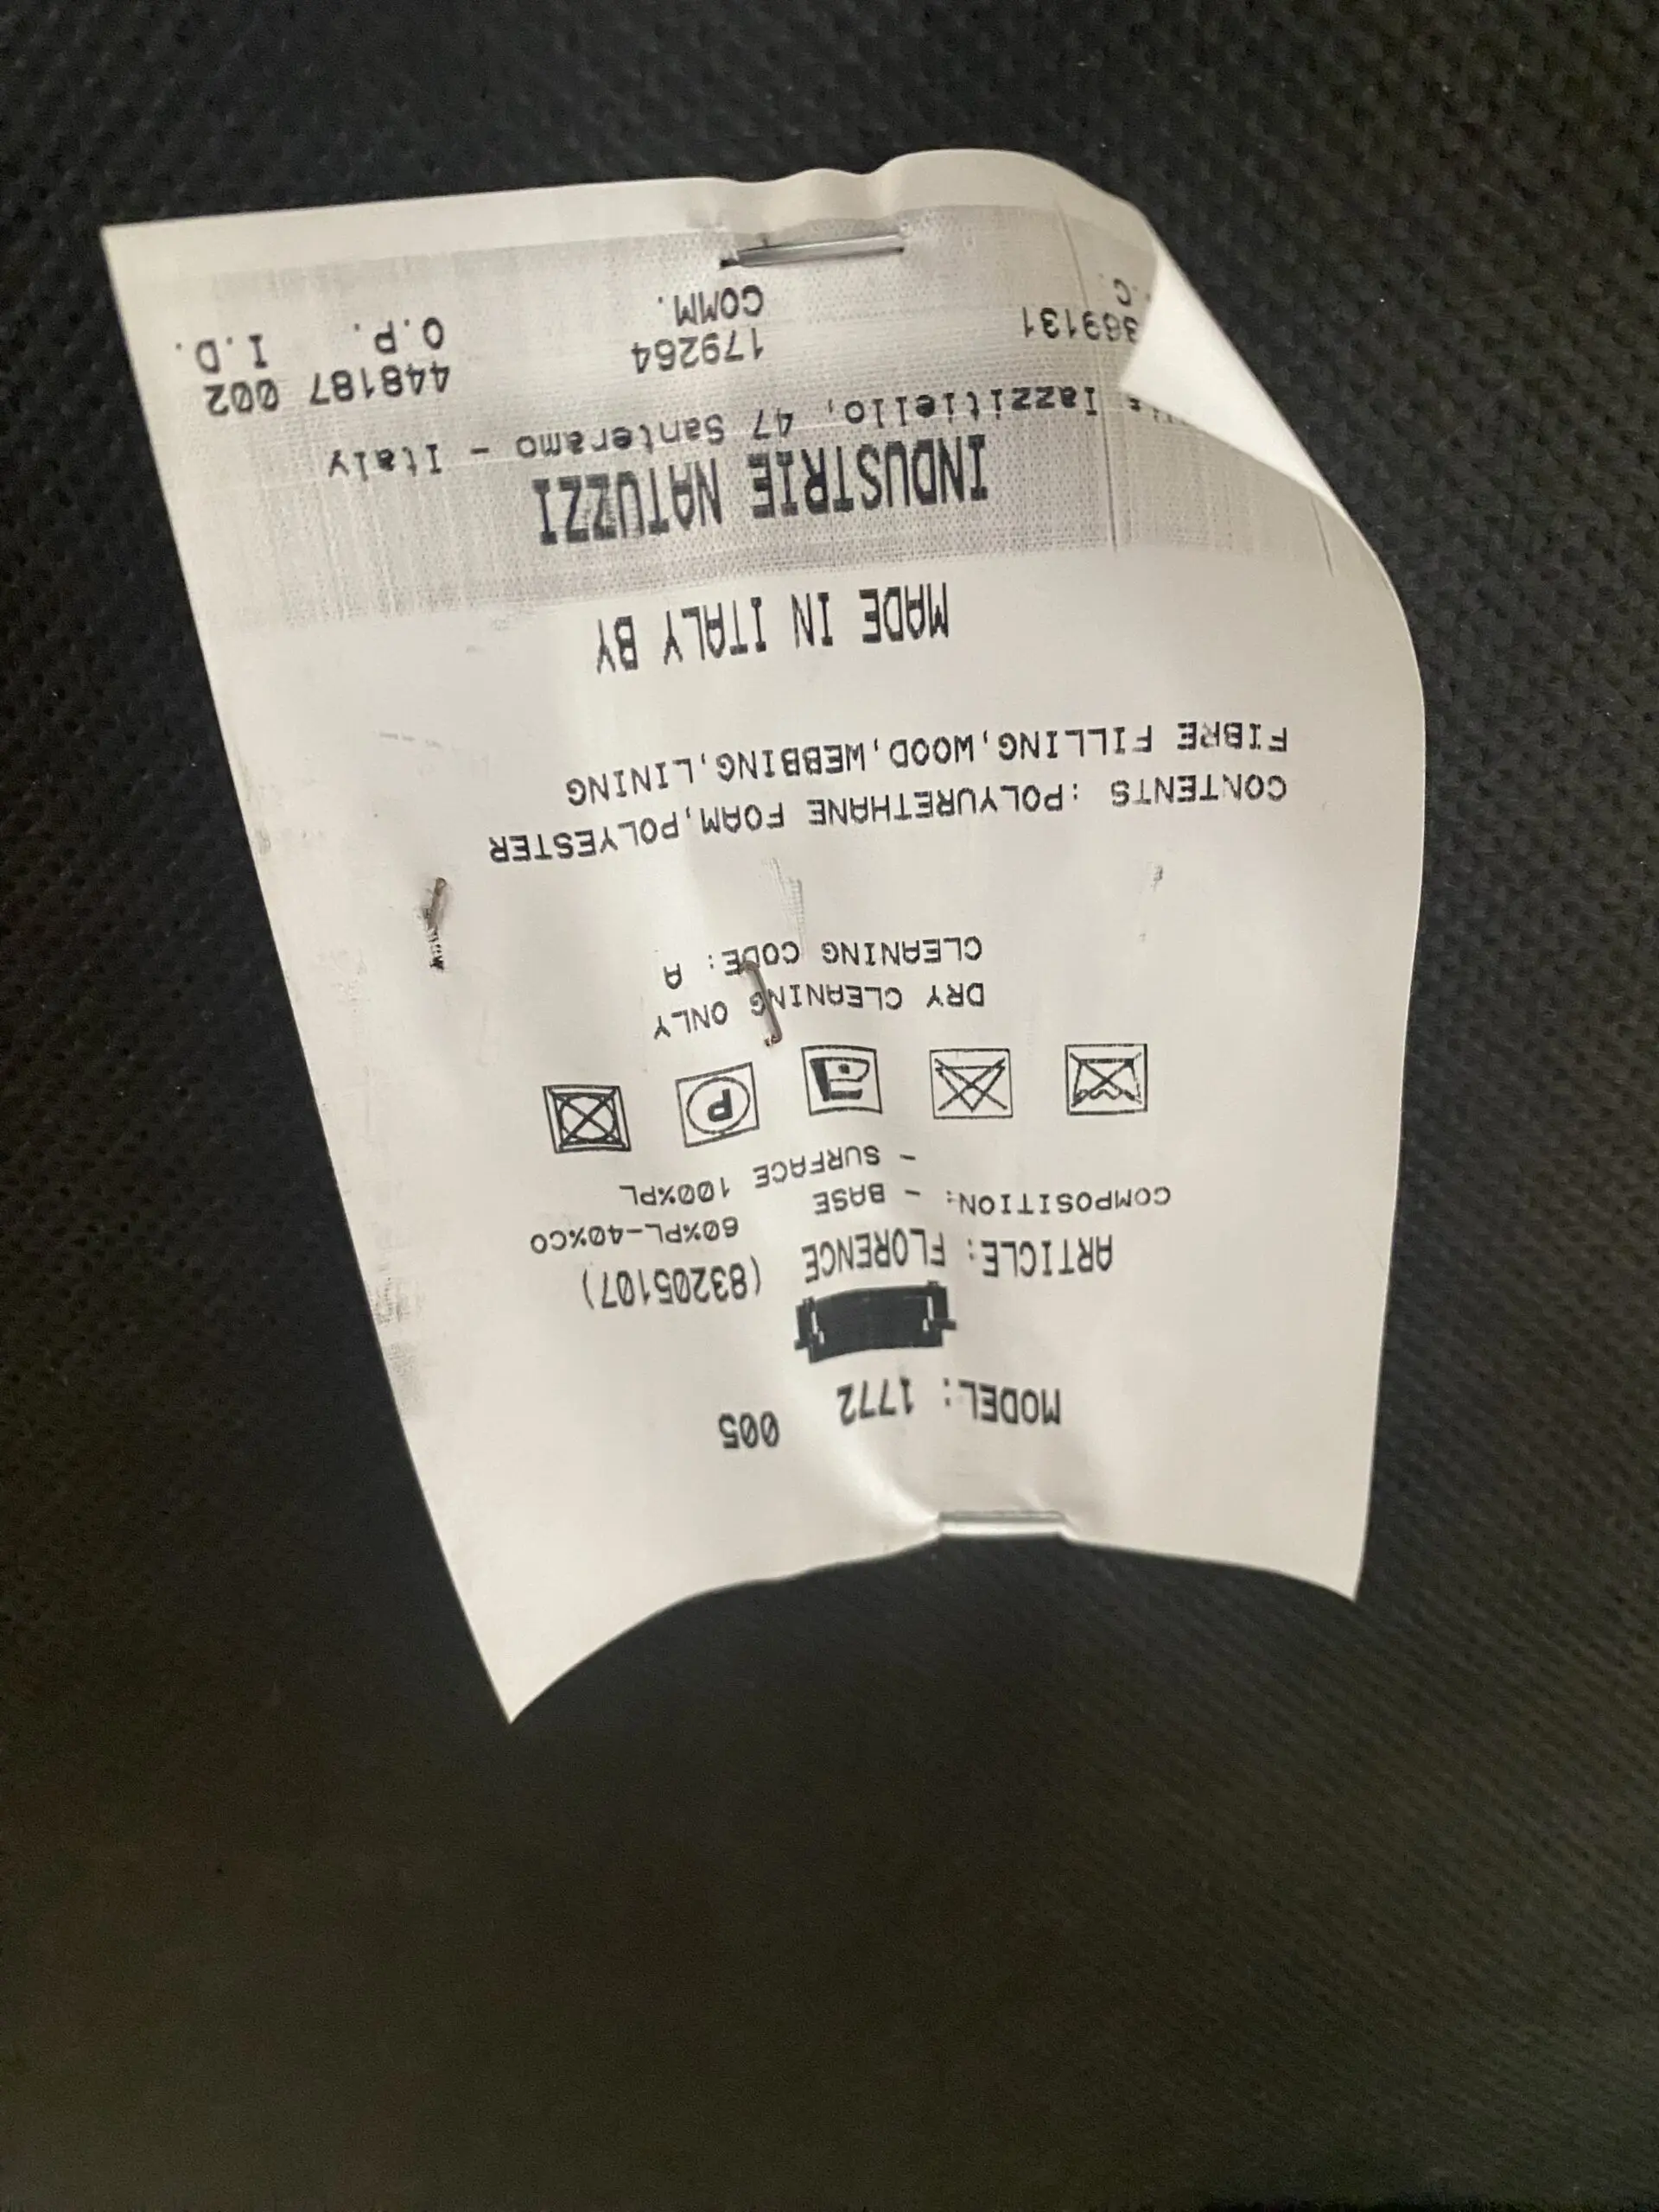 MODEL: 1772 005
ARTICLE: FLORENCE (83205107)
COMPOSITION: - BASE 60%PL-40%CO
- SURFACE 100%PL
P
DRY CLEANING ONLY
CLEANING CODE: A
CONTENTS :POLYURETHANE FOAM,POLYESTER
FIBRE FILLING,WOOD,WEBBING,LINING
MADE IN ITALY BY
INDUSTRIE NATUZZI
Iazzitiello, 47 Santeramo - Italy
369131 179264 448187 002
C. COMM. O.P. I.D.